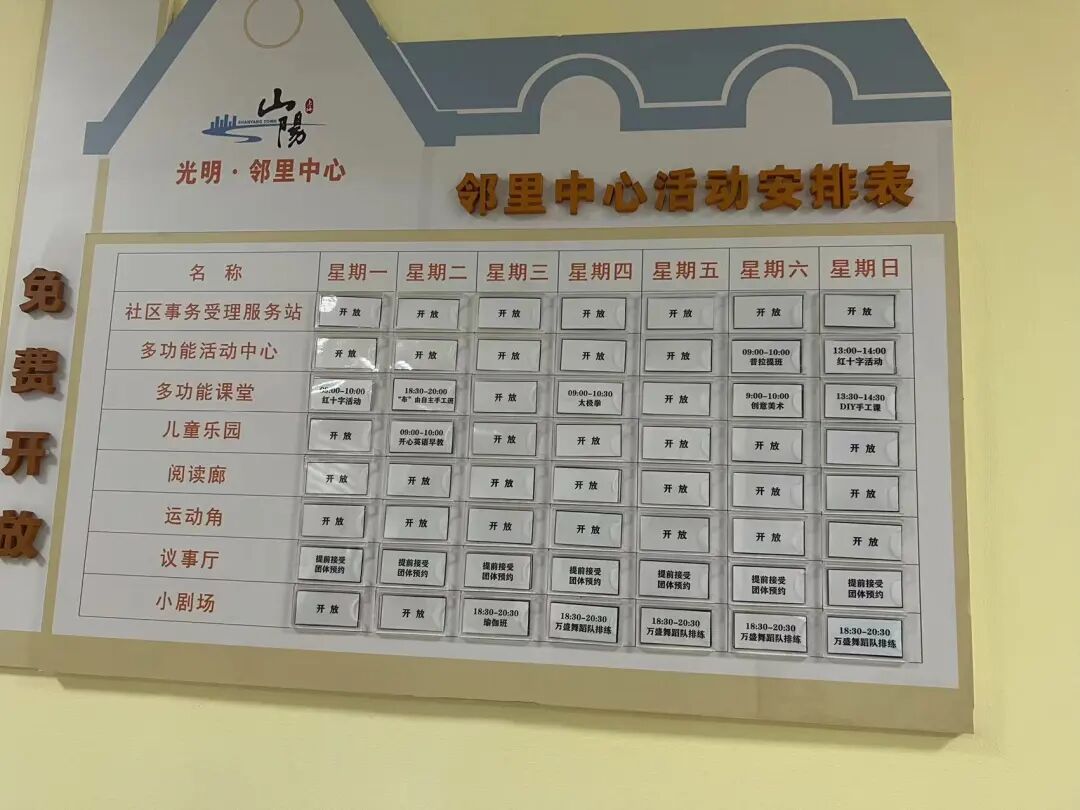 山陽
SHANYANG TOWN
光明·邻里中心
邻里中心活动安排表
免费开放
名 称 星期一 星期二 星期三 星期四 星期五 星期六 星期日
社区事务受理服务站 开 放 开 放 开 放 开 放 开 放 开 放 开 放
多功能活动中心 开 放 开 放 开 放 开 放 开 放 09:00-10:00 13:00-14:00
普拉提班 红十字活动
多功能课堂 09:00-10:00 18:30-20:00 开 放 09:00-10:30 开 放 9:00-10:00 13:30-14:30
红十字活动 “布”由自主手工班 太极拳 创意美术 DIY手工课
儿童乐园 开 放 09:00-10:00 开 放 开 放 开 放 开 放 开 放
开心英语早教
阅读廊 开 放 开 放 开 放 开 放 开 放 开 放 开 放
运动角 开 放 开 放 开 放 开 放 开 放 开 放 开 放
议事厅 提前接受 提前接受 提前接受 提前接受 提前接受 提前接受 提前接受
团体预约 团体预约 团体预约 团体预约 团体预约 团体预约 团体预约
小剧场 开 放 开 放 18:30-20:30 18:30-20:30 18:30-20:30 18:30-20:30 18:30-20:30
瑜伽班 万盛舞蹈队排练 万盛舞蹈队排练 万盛舞蹈队排练 万盛舞蹈队排练